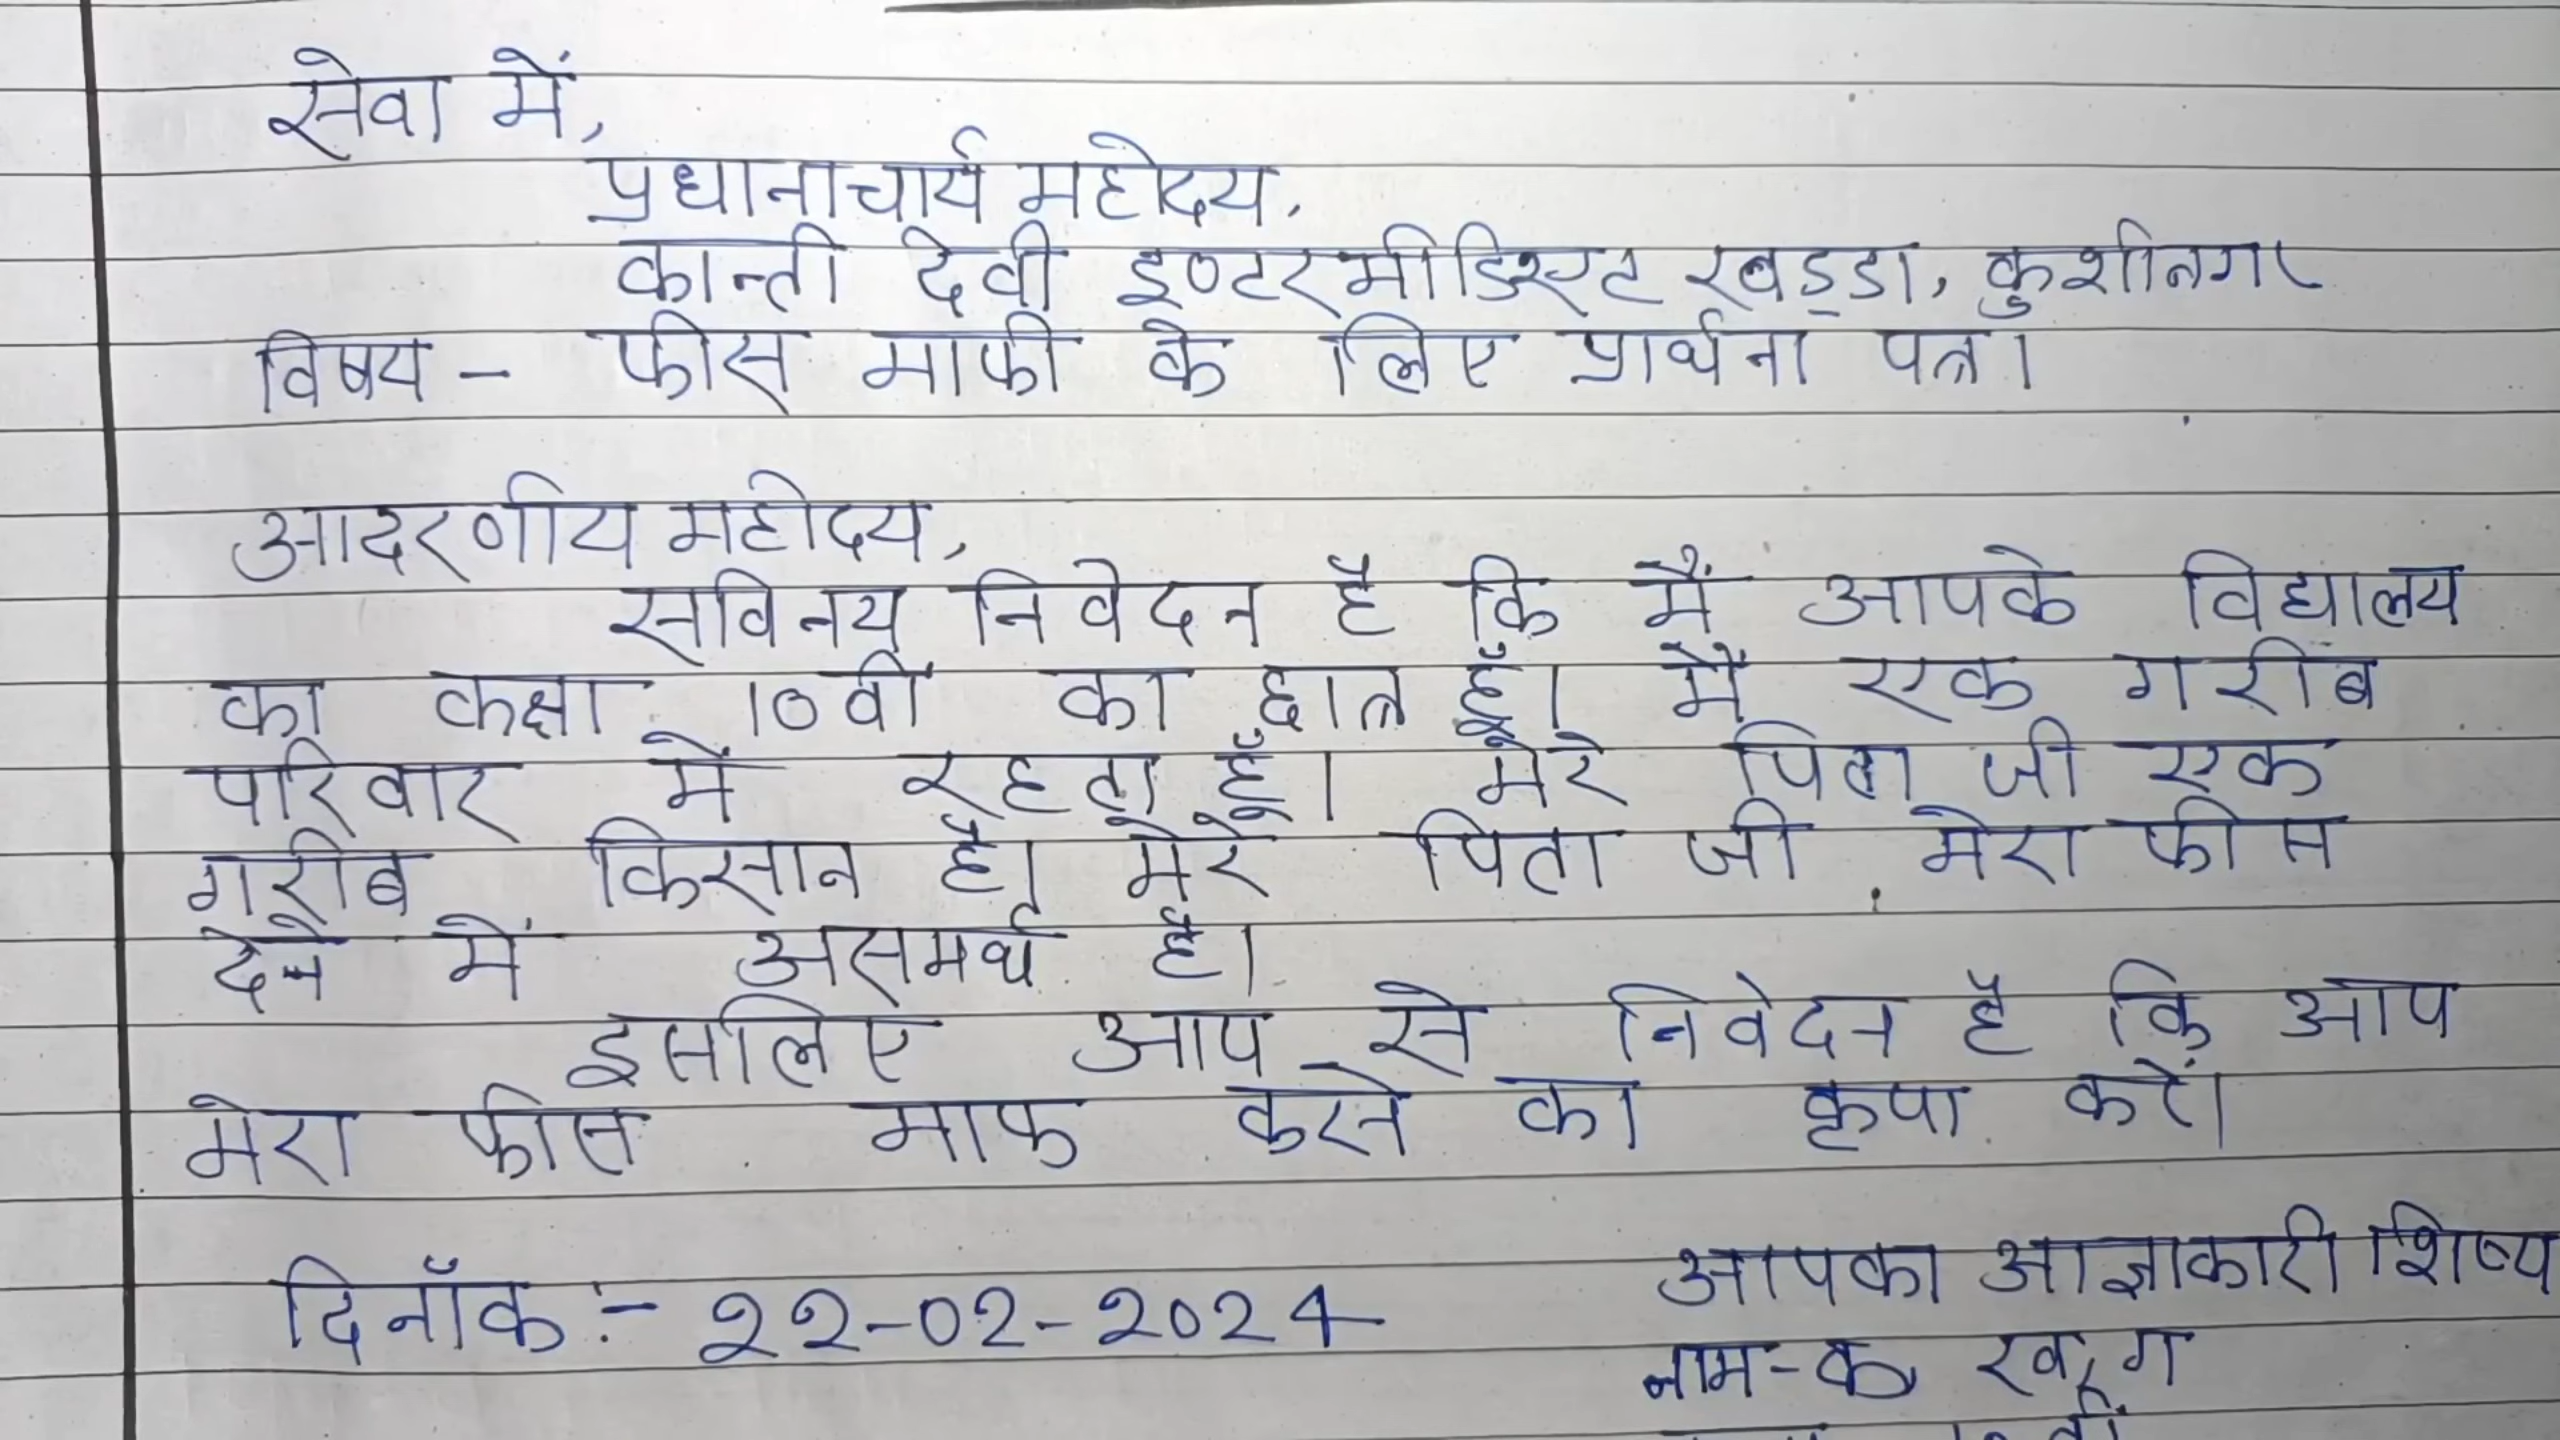 सेवा में,
प्रधानाचार्य महोदय,
कान्ती देवी इण्टरमीडिएट खड्डा, कुशीनगर
विषय - फीस माफी के लिए प्रार्थना पत्र।
आदरणीय महोदय,
सविनय निवेदन है कि मैं आपके विद्यालय
का कक्षा 10वीं का छात्र हूँ। मैं एक गरीब
परिवार में रहता हूँ। मेरे पिता जी एक
गरीब किसान है। मेरे पिता जी मेरा फीस
देने में असमर्थ है।
इसलिए आप से निवेदन है कि आप
मेरा फीस माफ करने का कृपा करें।
आपका आज्ञाकारी शिष्य
दिनाँक :- 22-02-2024
नाम - क, ख, ग